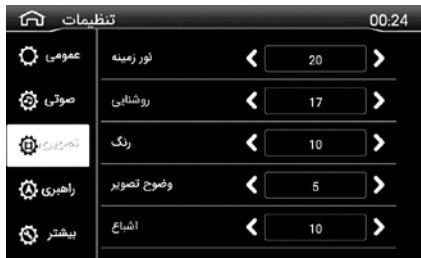 تنظیمات
00:24
عمومی
صوتی
تصویری
راهبری
بیشتر
نور زمینه 20
روشنایی 17
رنگ 10
وضوح تصویر 5
اشباع 10